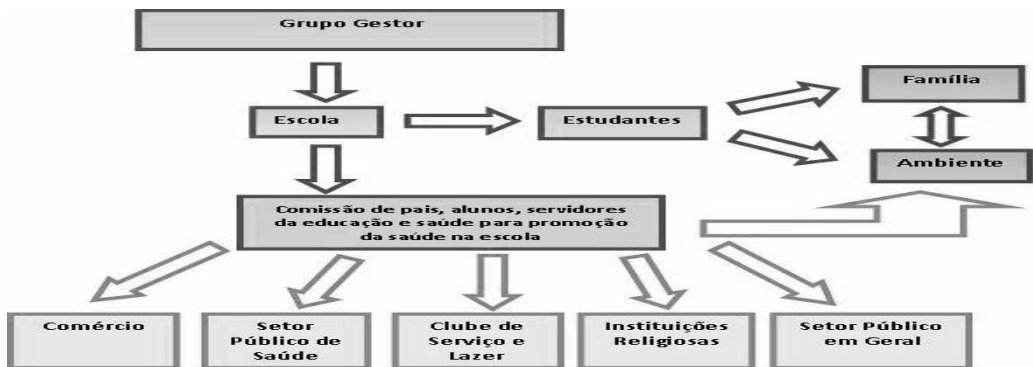 Grupo Gestor
Família
Escola
Estudantes
Ambiente
Comissão de pais, alunos, servidores
da educação e saúde para promoção
da saúde na escola
Comércio
Setor
Público de
Saúde
Clube de
Serviço e
Lazer
Instituições
Religiosas
Setor Público
em Geral